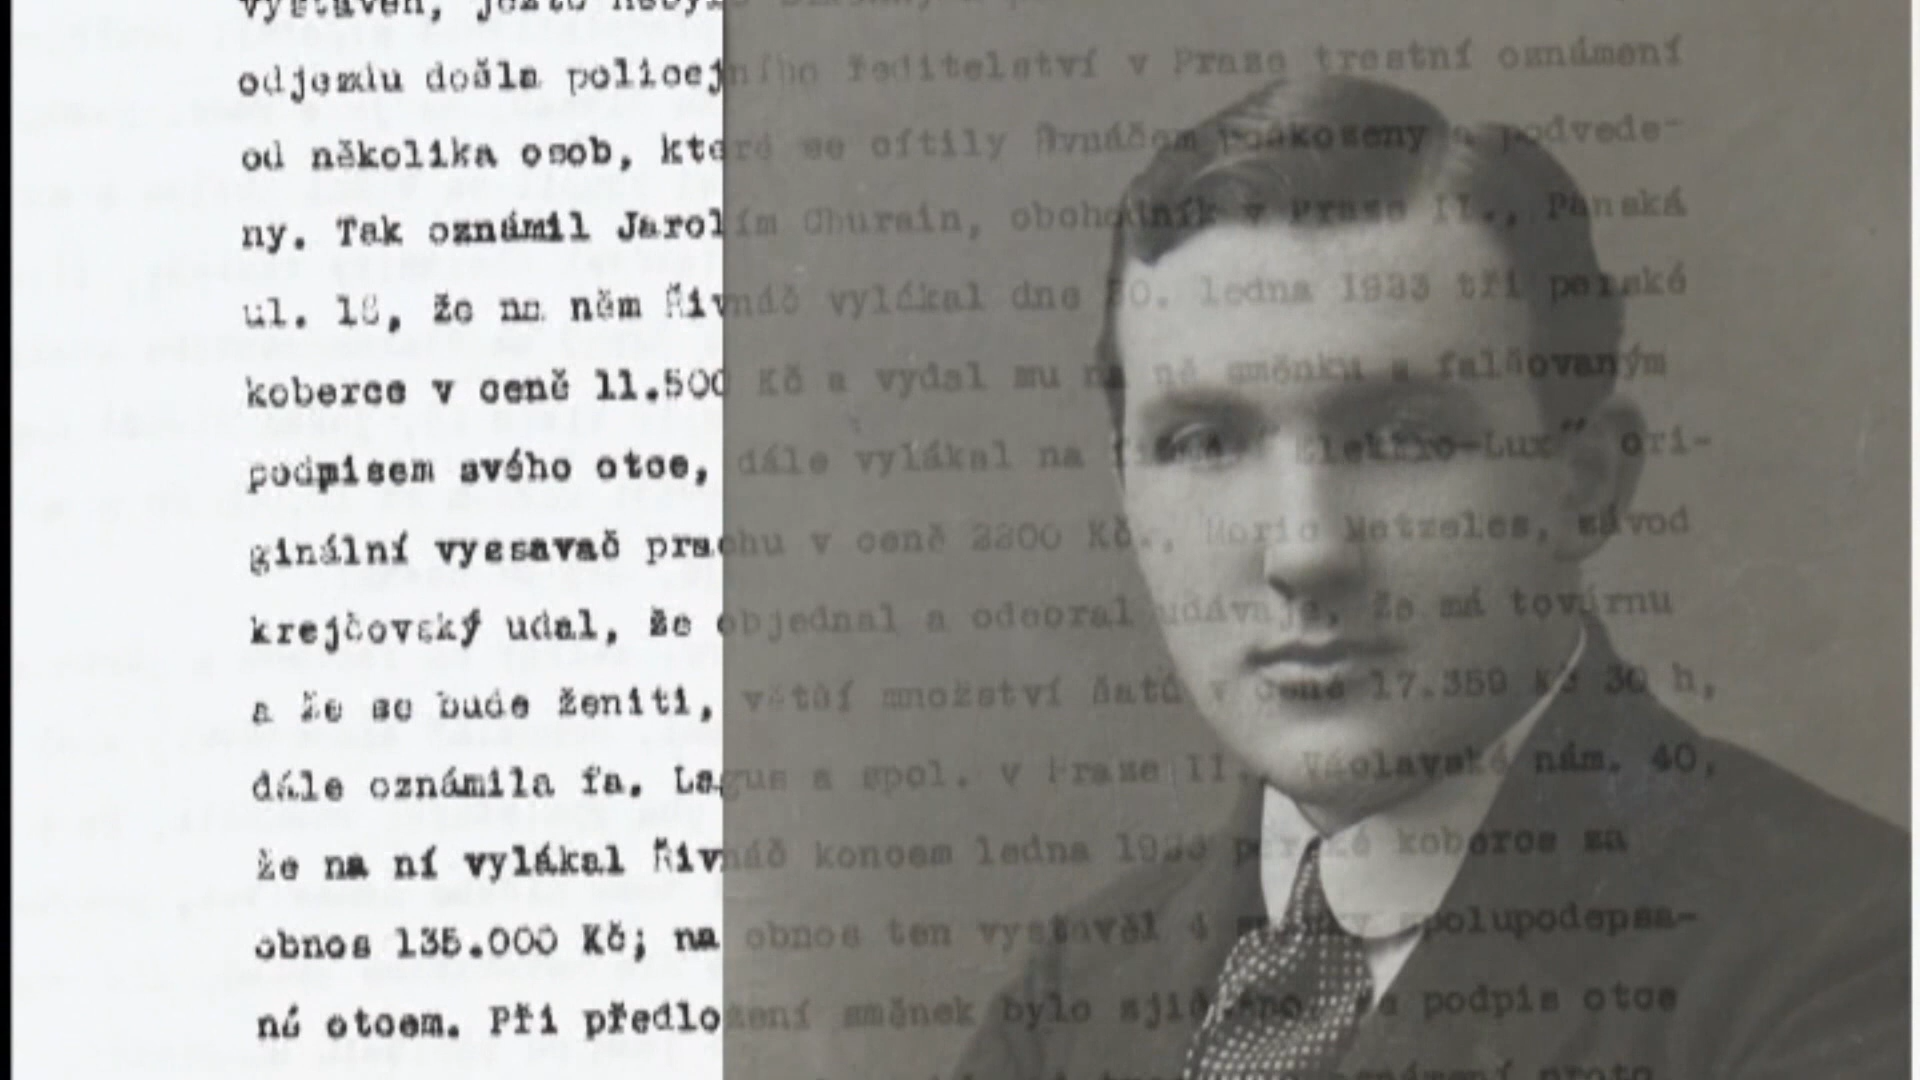 odjezdu došla policejního ředitelství v Praze trestní oznámení
od několika osob, které se cítily Řivnáčem poškozeny a podvede-
ny. Tak oznámil Jarolím Churain, obchodník v Praze II., Panská
ul. 18, že na něm Řivnáč vylákal dne 30. ledna 1933 tři perské
koberce v ceně 11.500 Kč a vydal mu na ně směnku s falšovaným
podpisem svého otce, dále vylákal na firmě "Elektro-Lux" ori-
ginální vyssavač prachu v ceně 2200 Kč., Moric Metzeles, závod
krejčovský udal, že objednal a odebral udávaje, že má továrnu
a že se bude ženiti, větší množství šatů v ceně 17.359 Kč 30 h,
dále oznámila fa. Lagus a spol. v Praze II., Václavské nám. 40,
že na ní vylákal Řivnáč koncem ledna 1933 perské koberce za
obnos 135.000 Kč; na obnos ten vystavěl 4 směnky spolupodepsa-
né otcem. Při předložení směnek bylo zjištěno, že podpis otce
oznámení proto